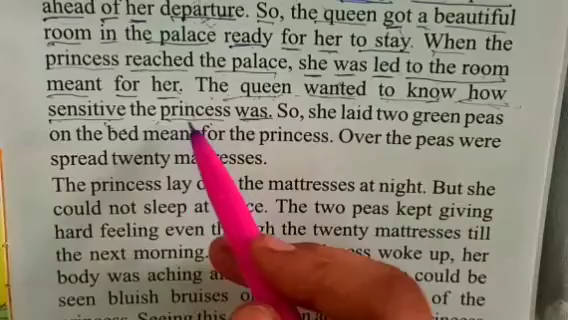 ahead of her departure. So, the queen got a beautiful
room in the palace ready for her to stay. When the
princess reached the palace, she was led to the room
meant for her. The queen wanted to know how
sensitive the princess was. So, she laid two green peas
on the bed meant for the princess. Over the peas were
spread twenty mattresses.
The princess lay the mattresses at night. But she
could not sleep at The two peas kept giving
hard feeling even through the twenty mattresses till
the next morning. woke up, her
body was aching could be
seen bluish bruises of the
Seeing this